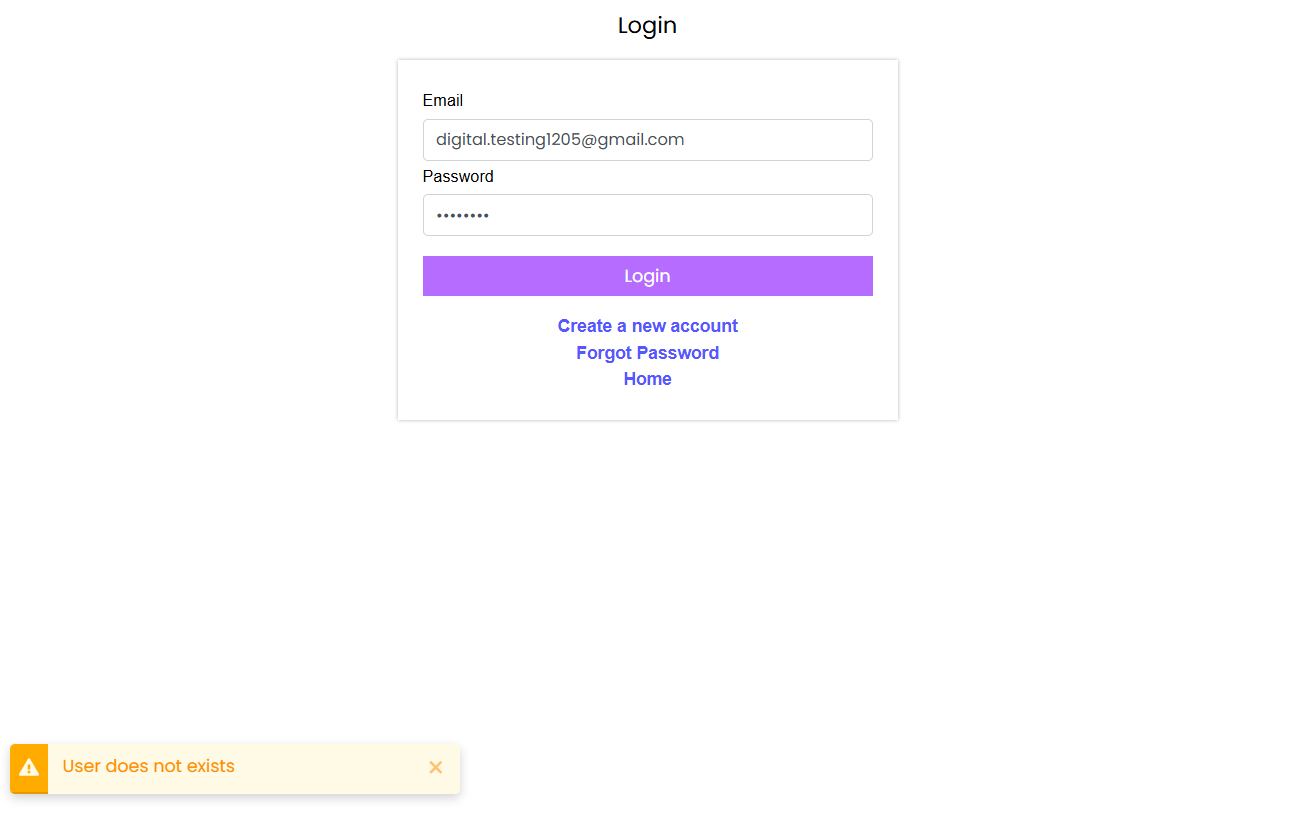 Login
Email
digital.testing1205@gmail.com
Password
••••••••
Login
Create a new account
Forgot Password
Home
User does not exists